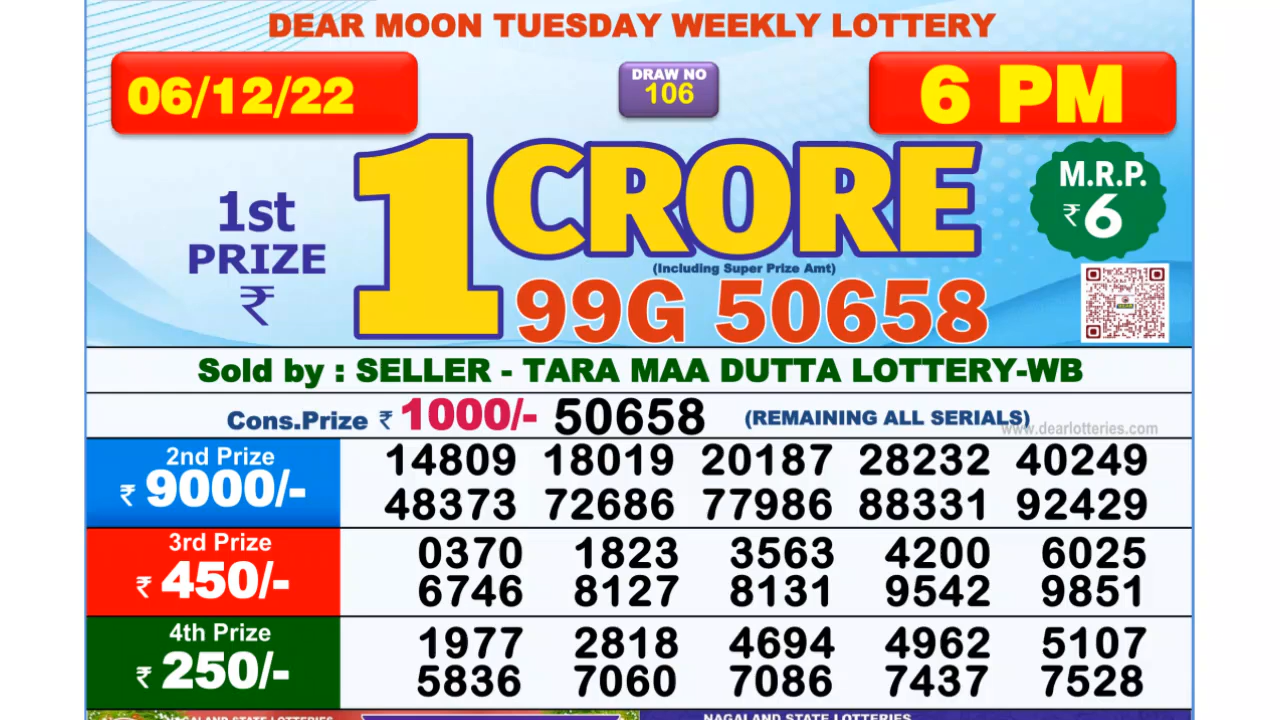 DEAR MOON TUESDAY WEEKLY LOTTERY
06/12/22
DRAW NO
106
6 PM
1st
PRIZE
₹
1 CRORE
(Including Super Prize Amt)
99G 50658
M.R.P.
₹ 6
Sold by : SELLER - TARA MAA DUTTA LOTTERY-WB
Cons.Prize ₹ 1000/- 50658 (REMAINING ALL SERIALS)
www.dearlotteries.com
2nd Prize
₹ 9000/-
14809 18019 20187 28232 40249
48373 72686 77986 88331 92429
3rd Prize
₹ 450/-
0370 1823 3563 4200 6025
6746 8127 8131 9542 9851
4th Prize
₹ 250/-
1977 2818 4694 4962 5107
5836 7060 7086 7437 7528
STATE LOTTERIES
NAGALAND STATE LOTTERIES